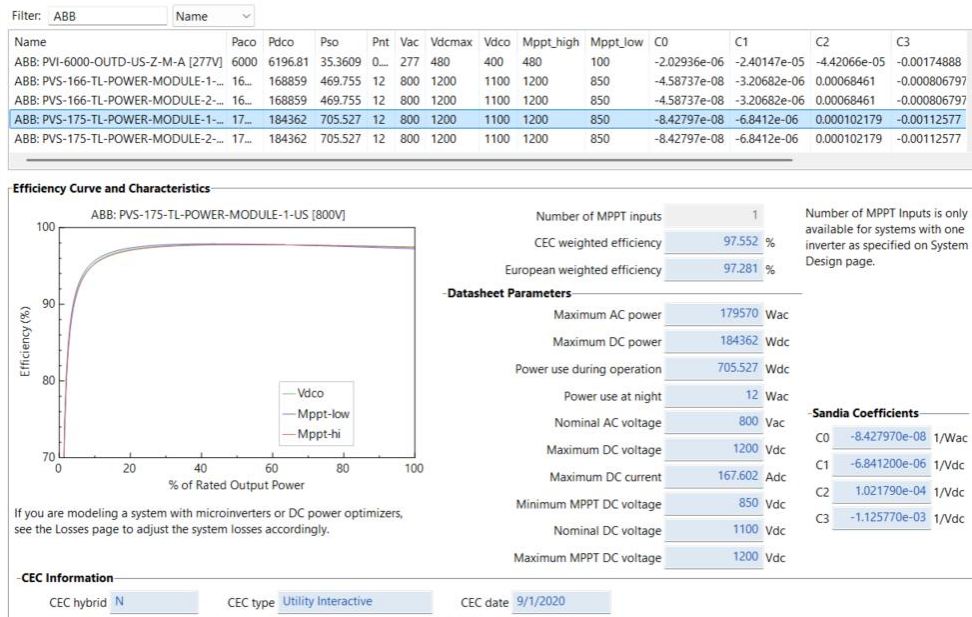 Filter: ABB Name
Name Paco Pdco Pso Pnt Vac Vdcmax Vdco Mppt_high Mppt_low C0 C1 C2 C3
ABB: PVI-6000-OUTD-US-Z-M-A [277V] 6000 6196.81 35.3609 0.... 277 480 400 480 100 -2.02936e-06 -2.40147e-05 -4.42066e-05 -0.00174888
ABB: PVS-166-TL-POWER-MODULE-1-... 16... 168859 469.755 12 800 1200 1100 1200 850 -4.58737e-08 -3.20682e-06 0.00068461 -0.000806797
ABB: PVS-166-TL-POWER-MODULE-2-... 16... 168859 469.755 12 800 1200 1100 1200 850 -4.58737e-08 -3.20682e-06 0.00068461 -0.000806797
ABB: PVS-175-TL-POWER-MODULE-1-... 17... 184362 705.527 12 800 1200 1100 1200 850 -8.42797e-08 -6.8412e-06 0.000102179 -0.00112577
ABB: PVS-175-TL-POWER-MODULE-2-... 17... 184362 705.527 12 800 1200 1100 1200 850 -8.42797e-08 -6.8412e-06 0.000102179 -0.00112577
Efficiency Curve and Characteristics
ABB: PVS-175-TL-POWER-MODULE-1-US [800V]
100
90
80
70
Efficiency (%)
Vdco
Mppt-low
Mppt-hi
0 20 40 60 80 100
% of Rated Output Power
If you are modeling a system with microinverters or DC power optimizers,
see the Losses page to adjust the system losses accordingly.
Number of MPPT inputs 1
CEC weighted efficiency 97.552 %
European weighted efficiency 97.281 %
Number of MPPT Inputs is only
available for systems with one
inverter as specified on System
Design page.
Datasheet Parameters
Maximum AC power 179570 Wac
Maximum DC power 184362 Wdc
Power use during operation 705.527 Wdc
Power use at night 12 Wac
Nominal AC voltage 800 Vac
Maximum DC voltage 1200 Vdc
Maximum DC current 167.602 Adc
Minimum MPPT DC voltage 850 Vdc
Nominal DC voltage 1100 Vdc
Maximum MPPT DC voltage 1200 Vdc
Sandia Coefficients
C0 -8.427970e-08 1/Wac
C1 -6.841200e-06 1/Vdc
C2 1.021790e-04 1/Vdc
C3 -1.125770e-03 1/Vdc
CEC Information
CEC hybrid N CEC type Utility Interactive CEC date 9/1/2020